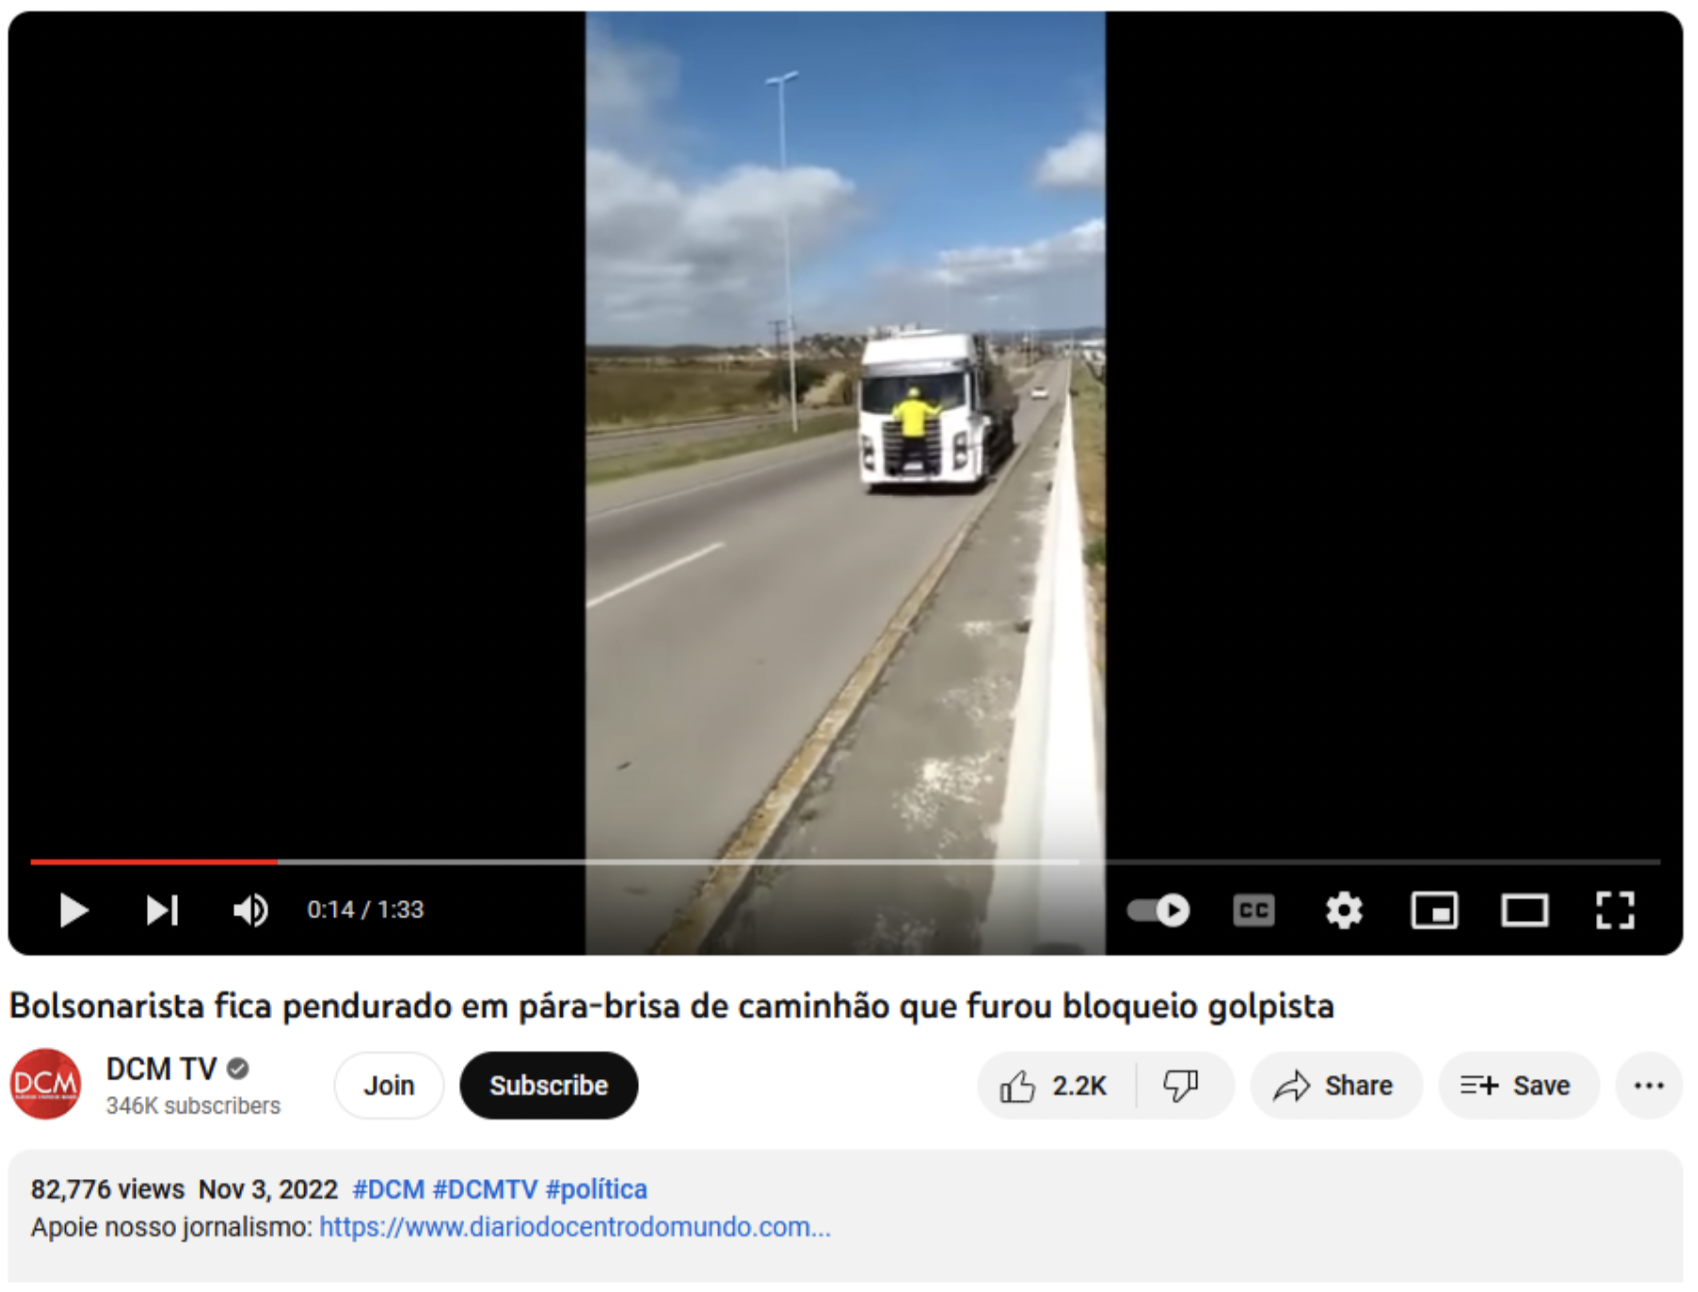 0:14 / 1:33
CC
Bolsonarista fica pendurado em pára-brisa de caminhão que furou bloqueio golpista
DCM
DCM TV
346K subscribers
Join
Subscribe
2.2K
Share
Save
82,776 views Nov 3, 2022 #DCM #DCMTV #política
Apoie nosso jornalismo: https://www.diariodocentrodomundo.com...